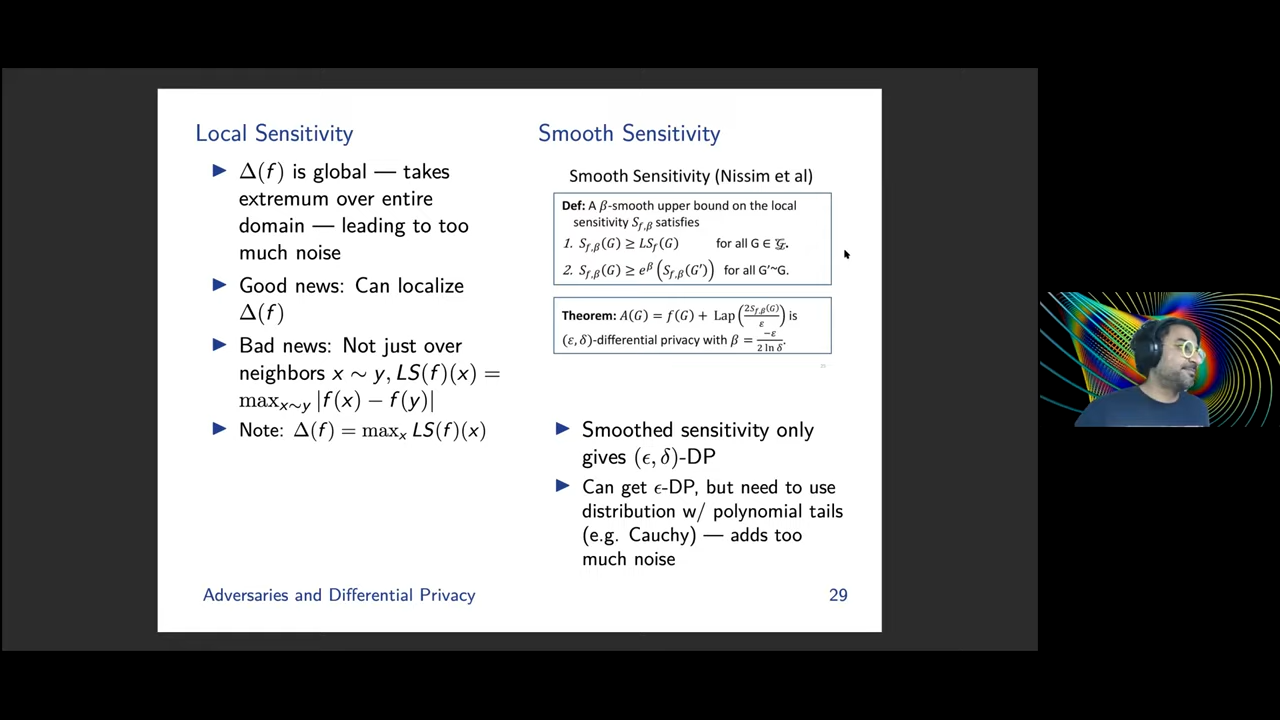 Local Sensitivity
▶ Δ(f) is global — takes
extremum over entire
domain — leading to too
much noise
▶ Good news: Can localize
Δ(f)
▶ Bad news: Not just over
neighbors x ∼ y, LS(f)(x) =
max_{x∼y} |f(x) − f(y)|
▶ Note: Δ(f) = max_x LS(f)(x)
Smooth Sensitivity
Smooth Sensitivity (Nissim et al)
Def: A β-smooth upper bound on the local
sensitivity S_{f,β} satisfies
1. S_{f,β}(G) ≥ LS_f(G) for all G ∈ 𝒢.
2. S_{f,β}(G) ≥ e^β (S_{f,β}(G′)) for all G'~G.
Theorem: A(G) = f(G) + Lap (2S_{f,β}(G)/ε) is
(ε, δ)-differential privacy with β = −ε/(2 ln δ).
▶ Smoothed sensitivity only
gives (ϵ, δ)-DP
▶ Can get ϵ-DP, but need to use
distribution w/ polynomial tails
(e.g. Cauchy) — adds too
much noise
Adversaries and Differential Privacy 29